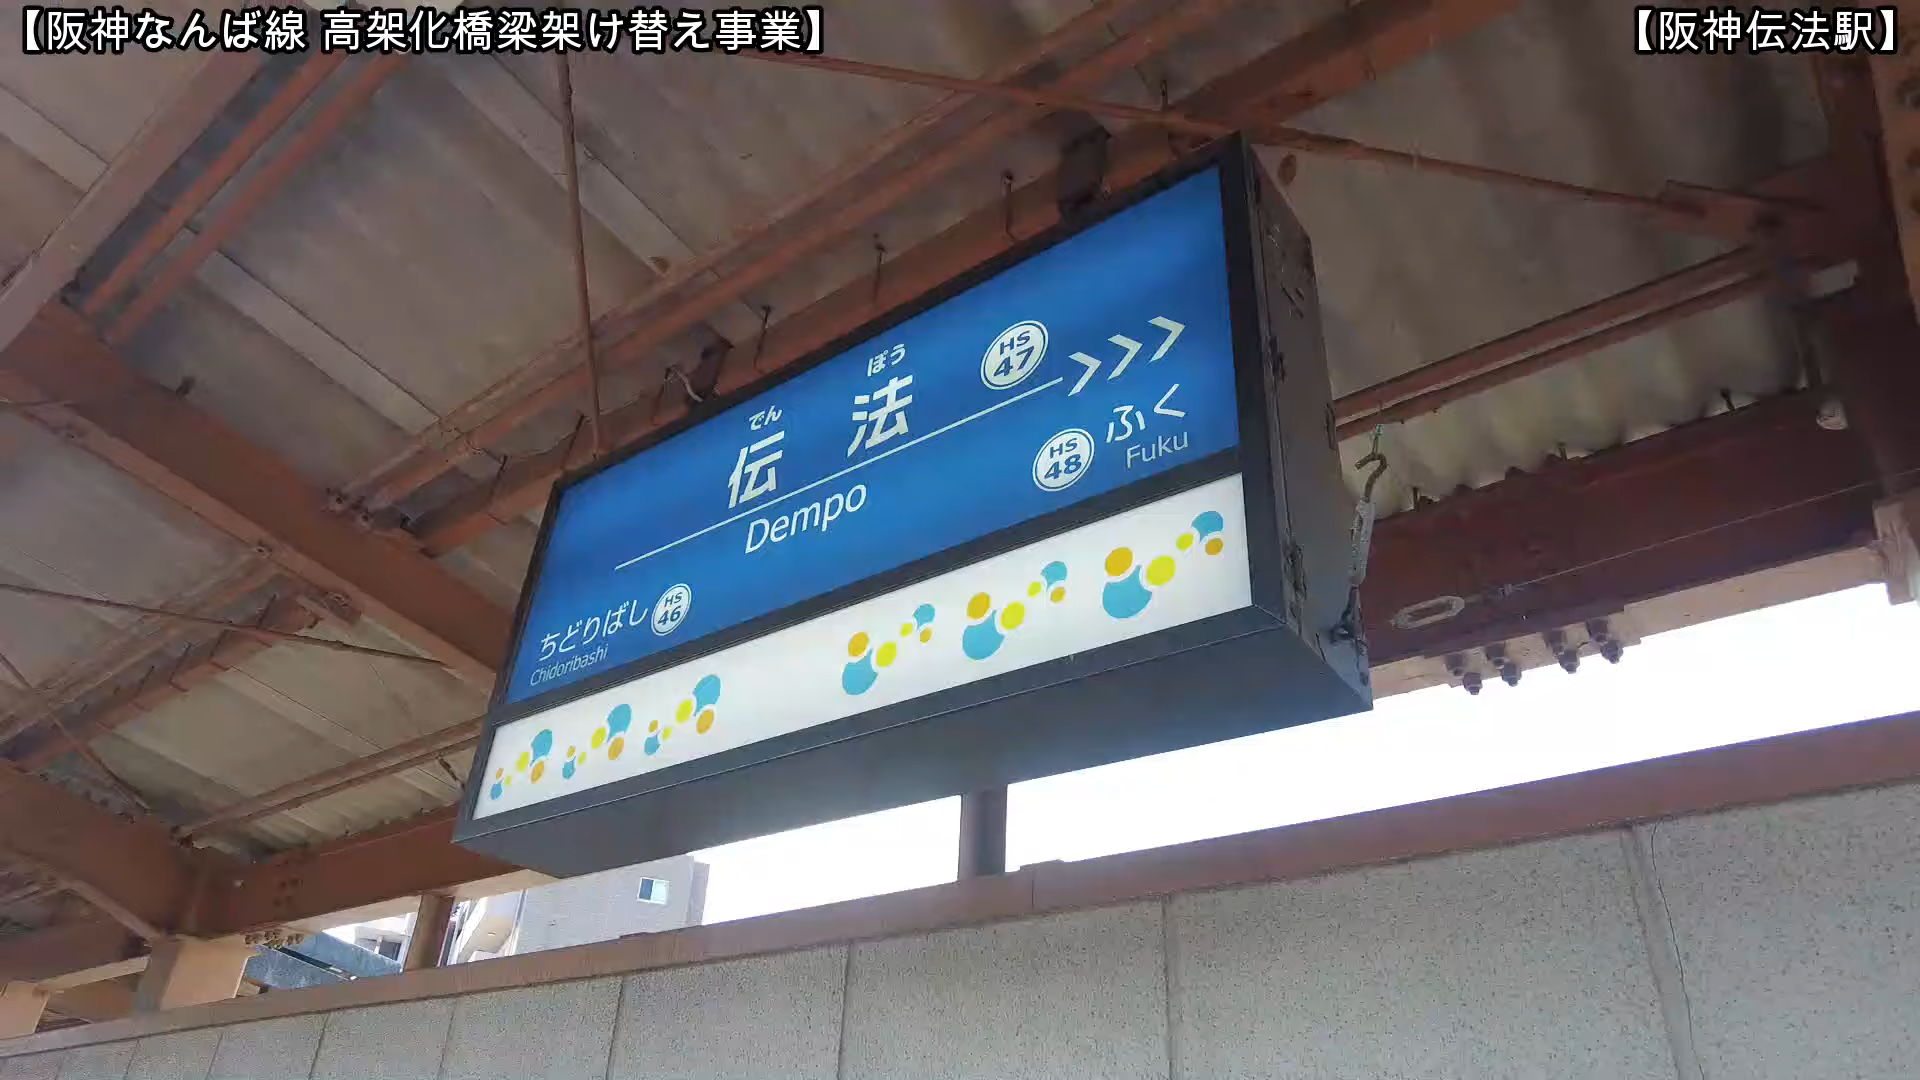 【阪神なんば線 高架化橋梁架け替え事業】
【阪神伝法駅】
でん ぽう
伝法
HS
47
>>>
Dempo
HS
48
ふく
Fuku
ちどりばし
Chidoribashi
HS
46